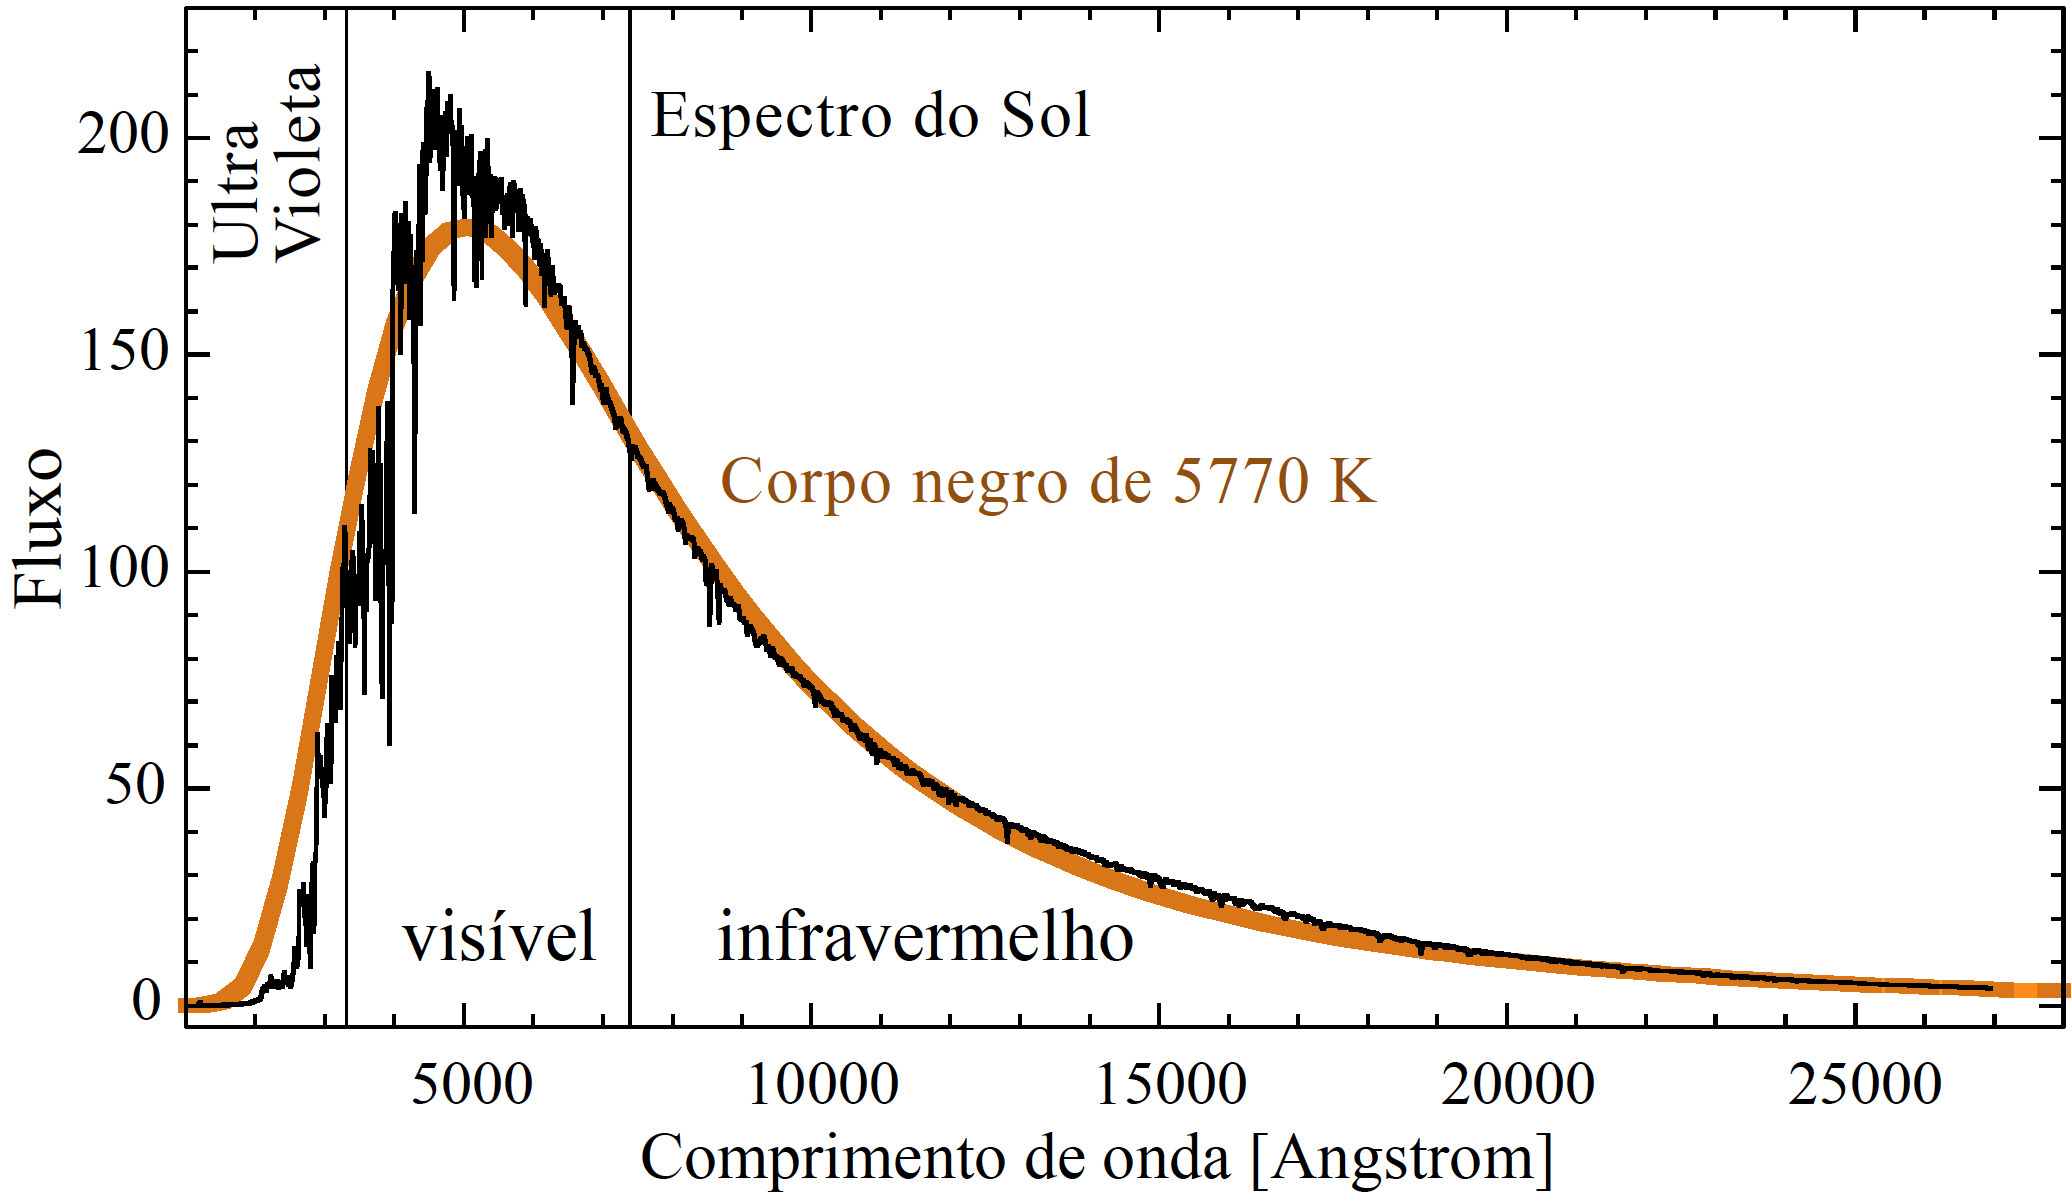 Espectro do Sol
Ultra
Violeta
Corpo negro de 5770 K
visível
infravermelho
Fluxo
200
150
100
50
0
5000
10000
15000
20000
25000
Comprimento de onda [Angstrom]